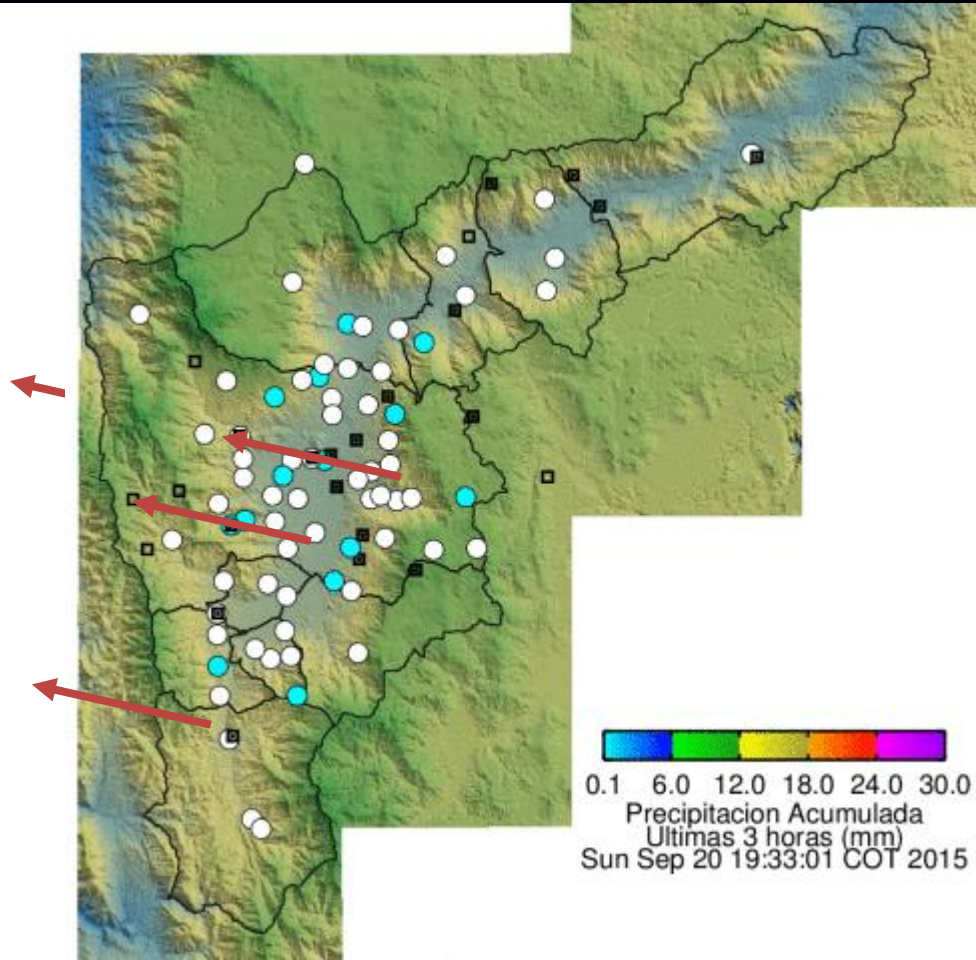 0.1 6.0 12.0 18.0 24.0 30.0
Precipitacion Acumulada
Ultimas 3 horas (mm)
Sun Sep 20 19:33:01 COT 2015